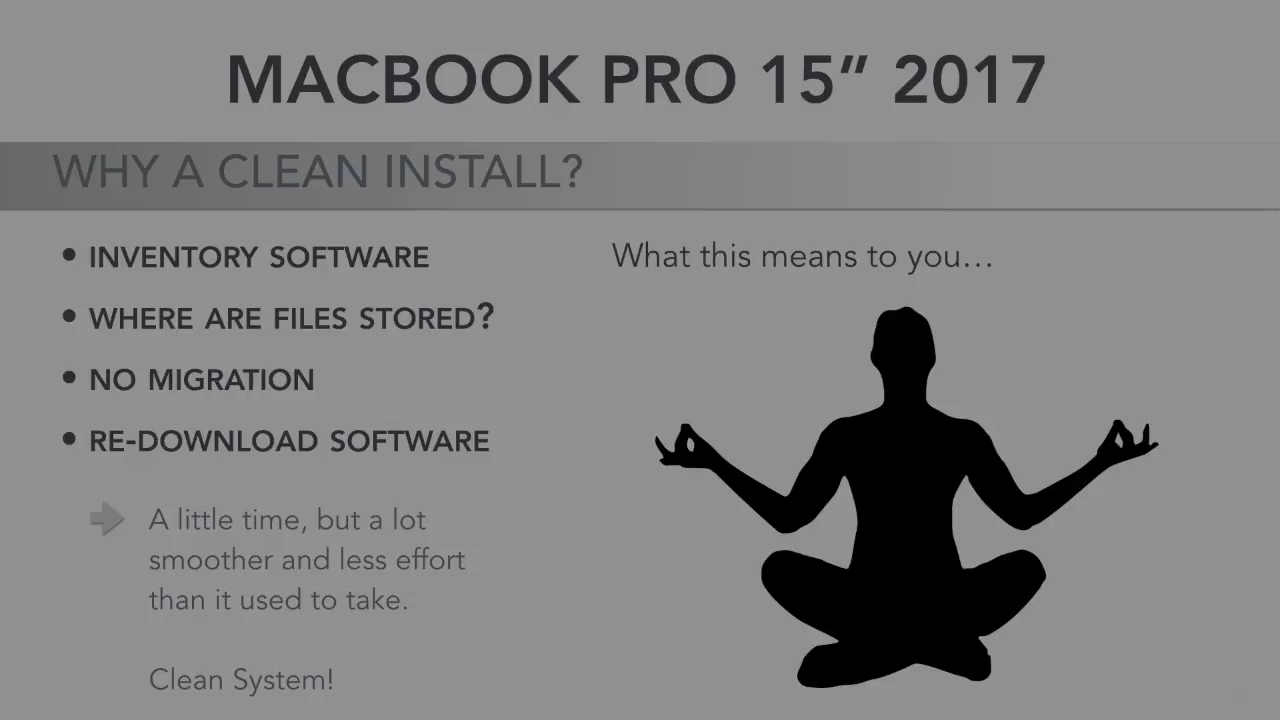 MACBOOK PRO 15” 2017
WHY A CLEAN INSTALL?
• INVENTORY SOFTWARE
• WHERE ARE FILES STORED?
• NO MIGRATION
• RE-DOWNLOAD SOFTWARE
A little time, but a lot
smoother and less effort
than it used to take.
Clean System!
What this means to you…